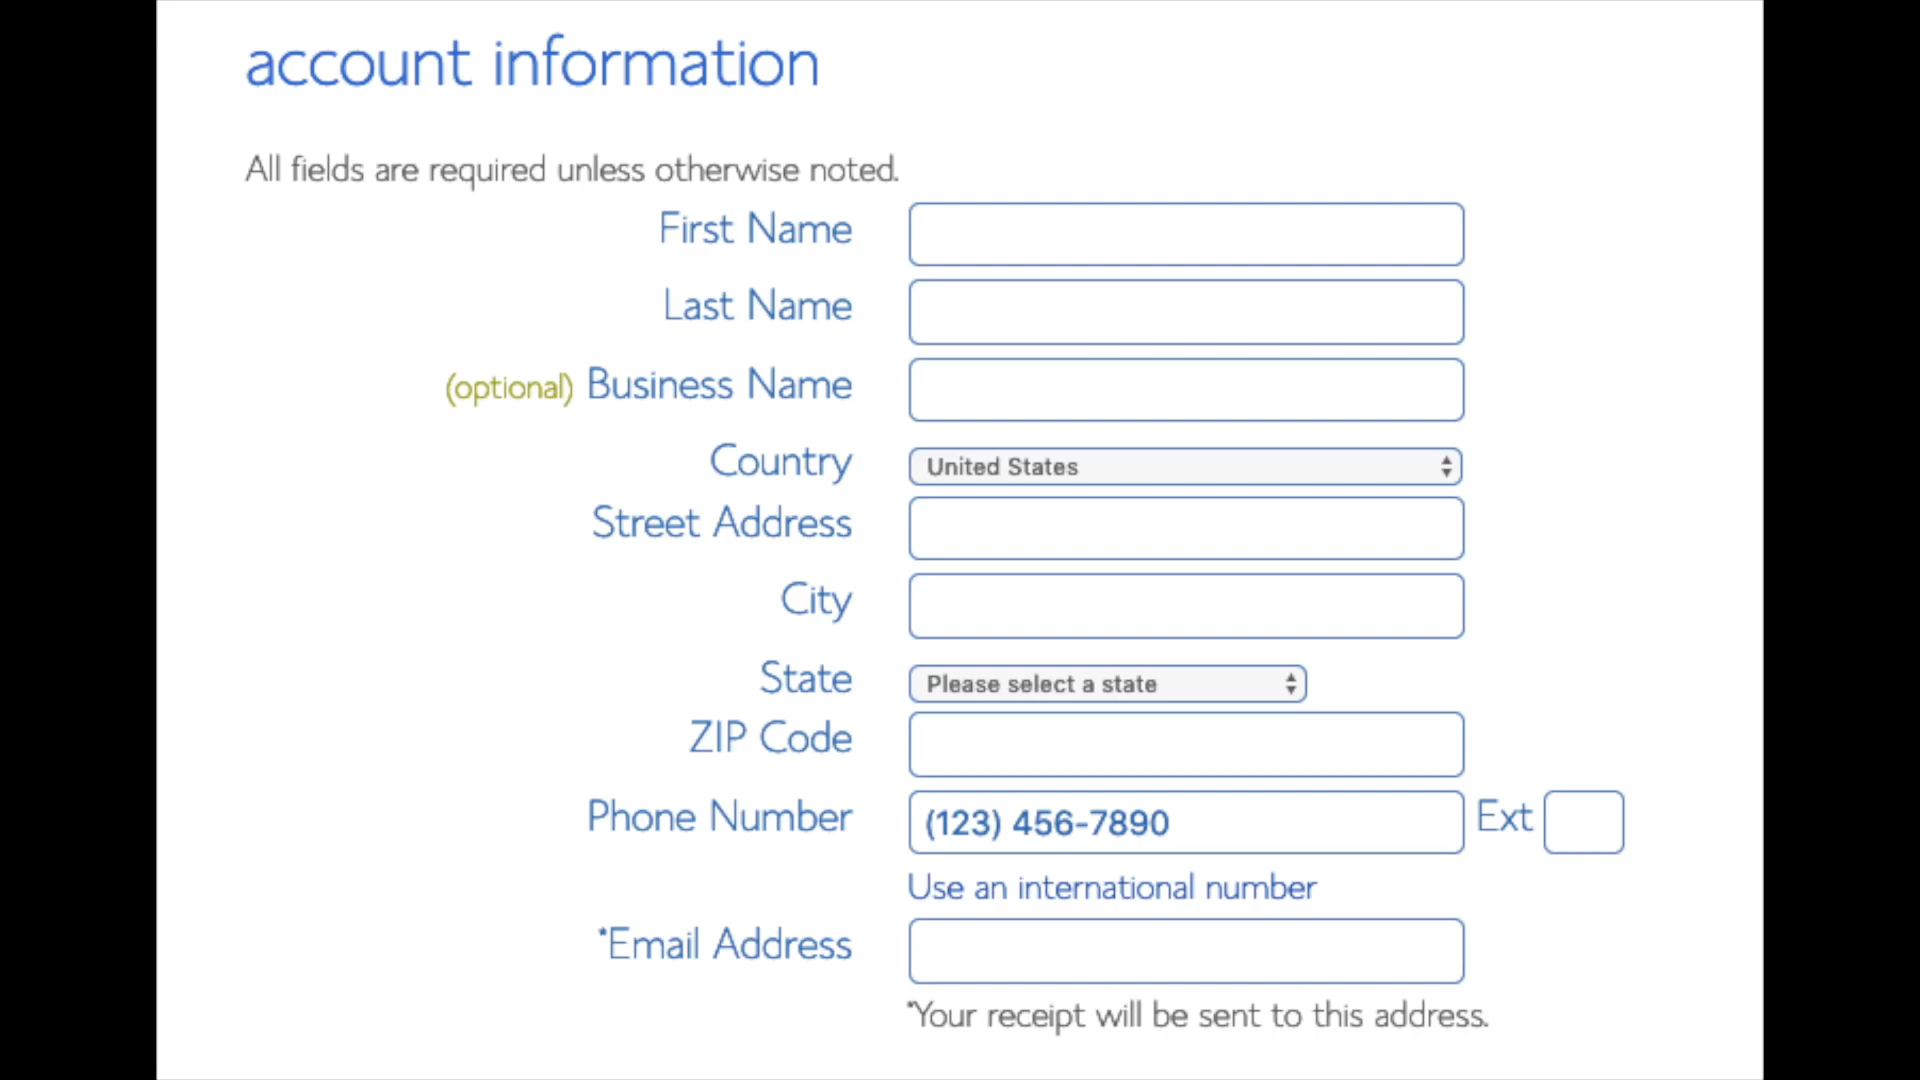 account information
All fields are required unless otherwise noted.
First Name
Last Name
(optional) Business Name
Country United States
Street Address
City
State Please select a state
ZIP Code
Phone Number (123) 456-7890 Ext
Use an international number
*Email Address
*Your receipt will be sent to this address.